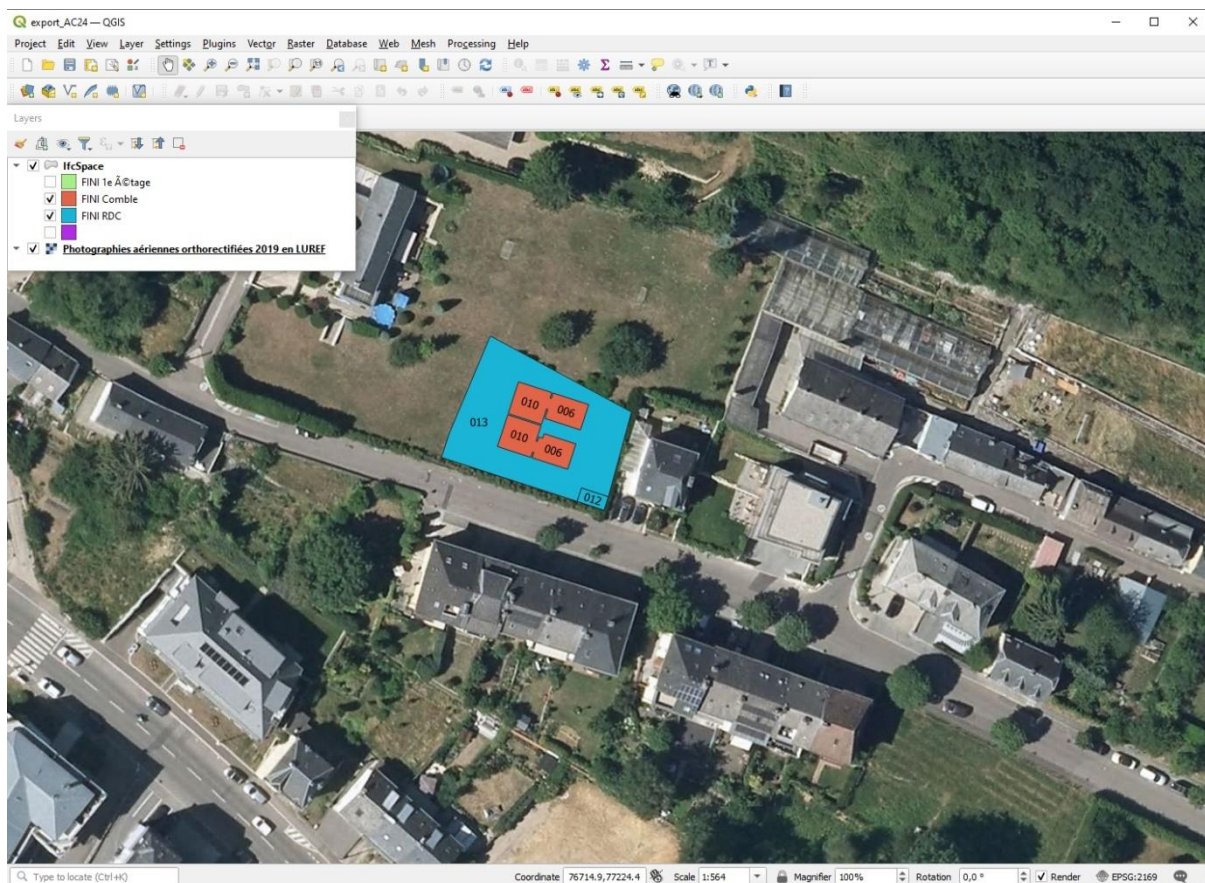 export_AC24 — QGIS
Project Edit View Layer Settings Plugins Vector Raster Database Web Mesh Processing Help
Layers
IfcSpace
FINI 1e Ã©tage
FINI Comble
FINI RDC
Photographies aériennes orthorectifiées 2019 en LUREF
010
006
013
010
006
012
Type to locate (Ctrl+K) Coordinate 76714.9,77224.4 Scale 1:564 Magnifier 100% Rotation 0,0 ° Render EPSG:2169